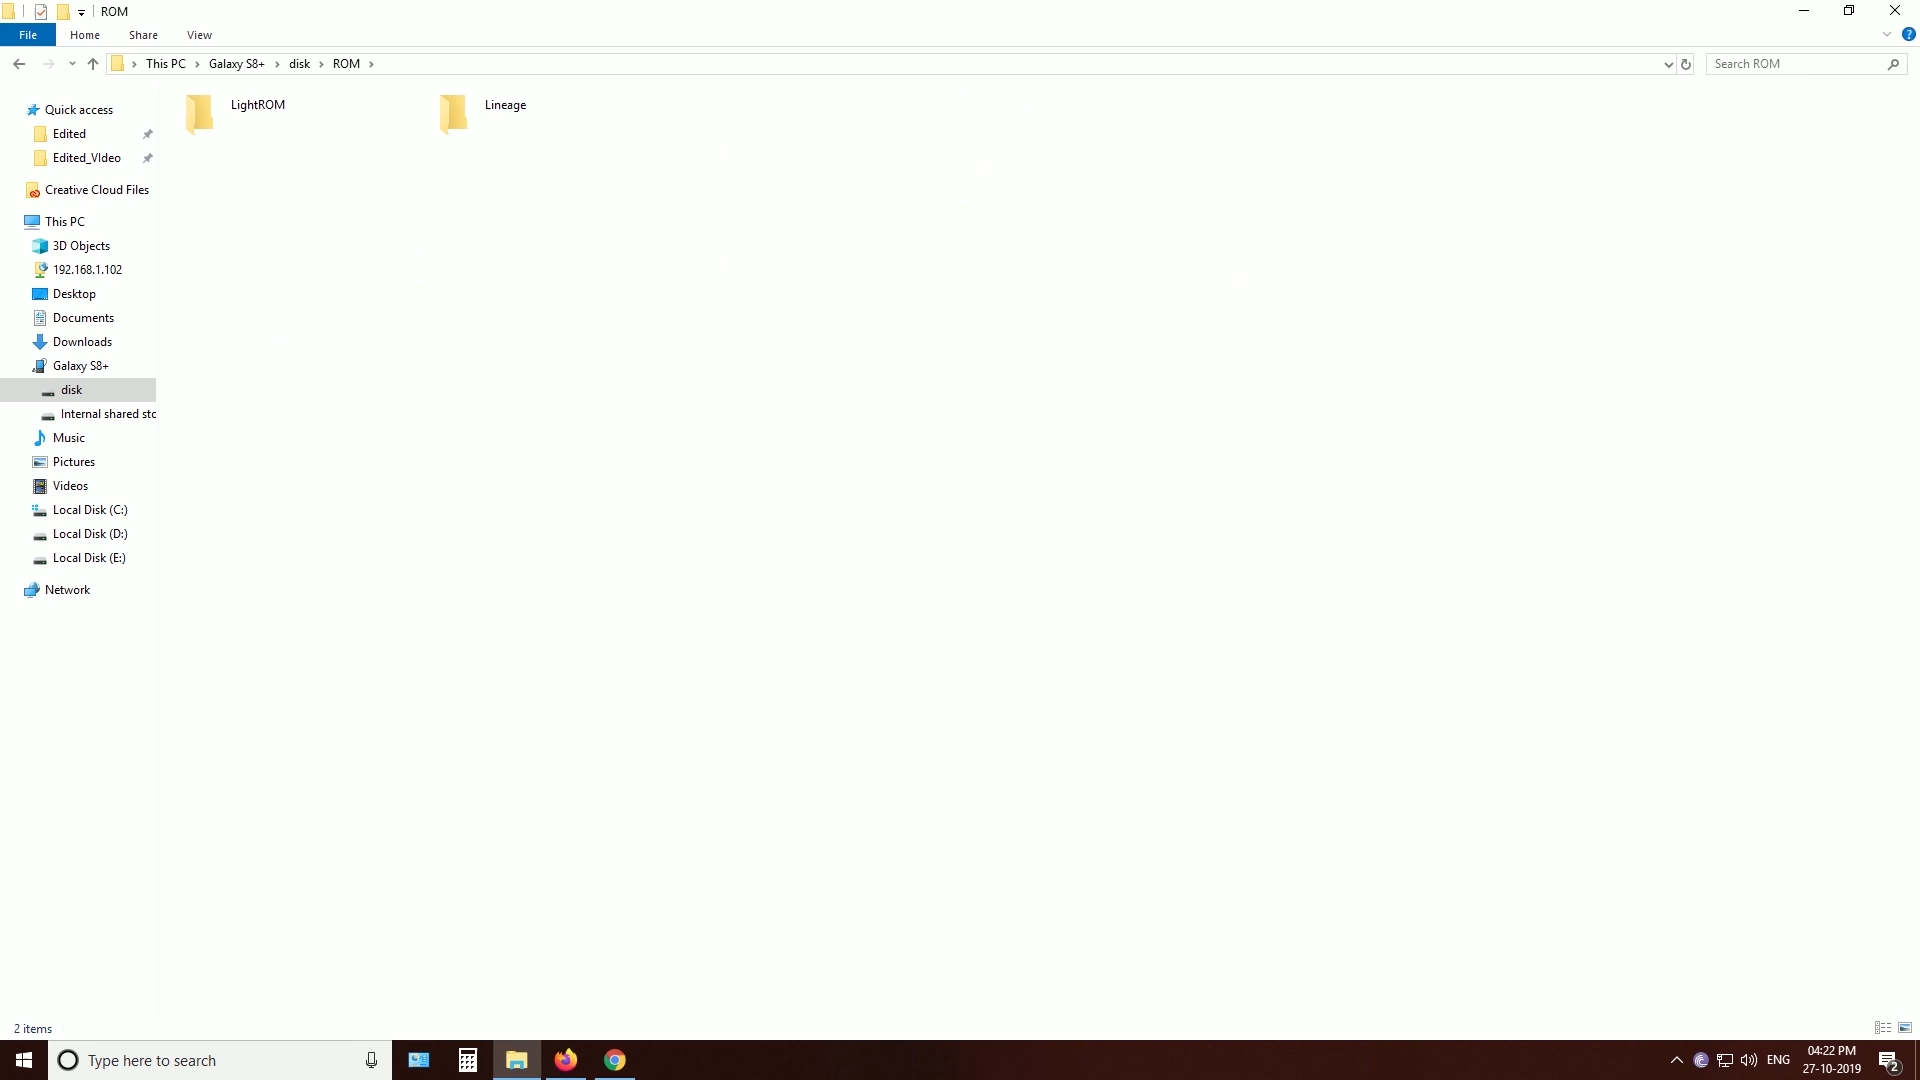 ROM
File Home Share View
This PC Galaxy S8+ disk ROM
Search ROM
LightROM Lineage
Quick access
Edited
Edited_VIdeo
Creative Cloud Files
This PC
3D Objects
192.168.1.102
Desktop
Documents
Downloads
Galaxy S8+
disk
Internal shared sto
Music
Pictures
Videos
Local Disk (C:)
Local Disk (D:)
Local Disk (E:)
Network
2 items
Type here to search
ENG
04:22 PM
27-10-2019
2